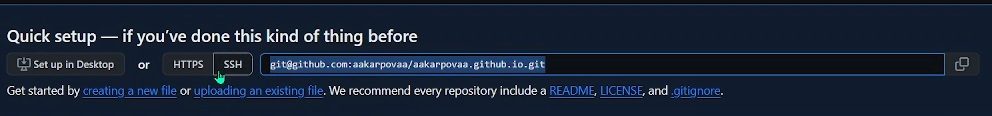 Quick setup — if you've done this kind of thing before
Set up in Desktop or HTTPS SSH git@github.com:aakarpovaa/aakarpovaa.github.io.git
Get started by creating a new file or uploading an existing file. We recommend every repository include a README, LICENSE, and .gitignore.